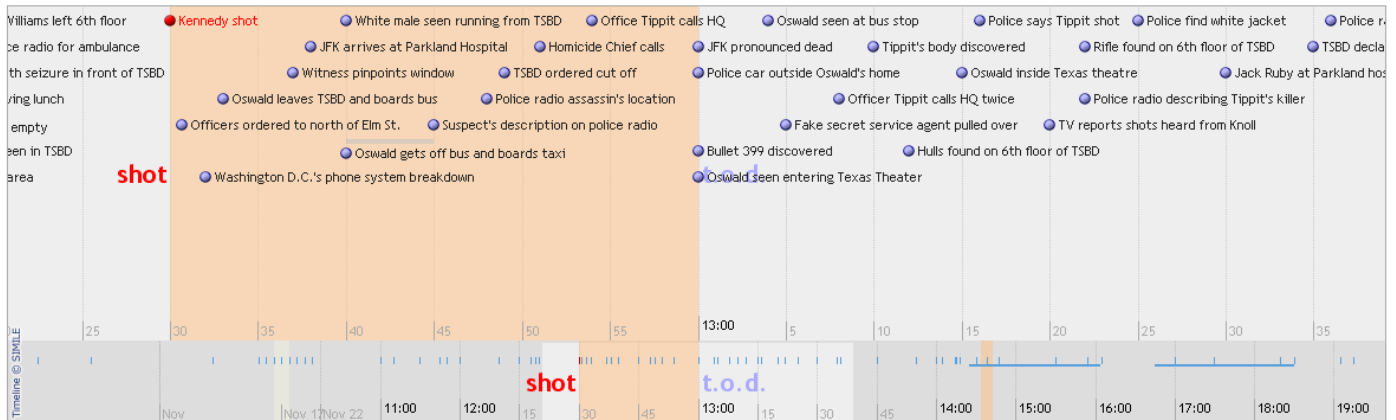 Williams left 6th floor
Kennedy shot
White male seen running from TSBD
Office Tippit calls HQ
Oswald seen at bus stop
Police says Tippit shot
Police find white jacket
Police
radio for ambulance
JFK arrives at Parkland Hospital
Homicide Chief calls
JFK pronounced dead
Tippit's body discovered
Rifle found on 6th floor of TSBD
TSBD decla
th seizure in front of TSBD
Witness pinpoints window
TSBD ordered cut off
Police car outside Oswald's home
Oswald inside Texas theatre
Jack Ruby at Parkland hos
ving lunch
Oswald leaves TSBD and boards bus
Police radio assassin's location
Officer Tippit calls HQ twice
Police radio describing Tippit's killer
empty
Officers ordered to north of Elm St.
Suspect's description on police radio
Fake secret service agent pulled over
TV reports shots heard from Knoll
een in TSBD
Oswald gets off bus and boards taxi
Bullet 399 discovered
Hulls found on 6th floor of TSBD
area
shot
Washington D.C.'s phone system breakdown
t.o.d.
Oswald seen entering Texas Theater
25 30 35 40 45 50 55 13:00 5 10 15 20 25 30 35
Timeline © SIMILE
shot
t.o.d.
Nov Nov 17 Nov 22 11:00 12:00 15 30 45 13:00 15 30 45 14:00 15:00 16:00 17:00 18:00 19:00